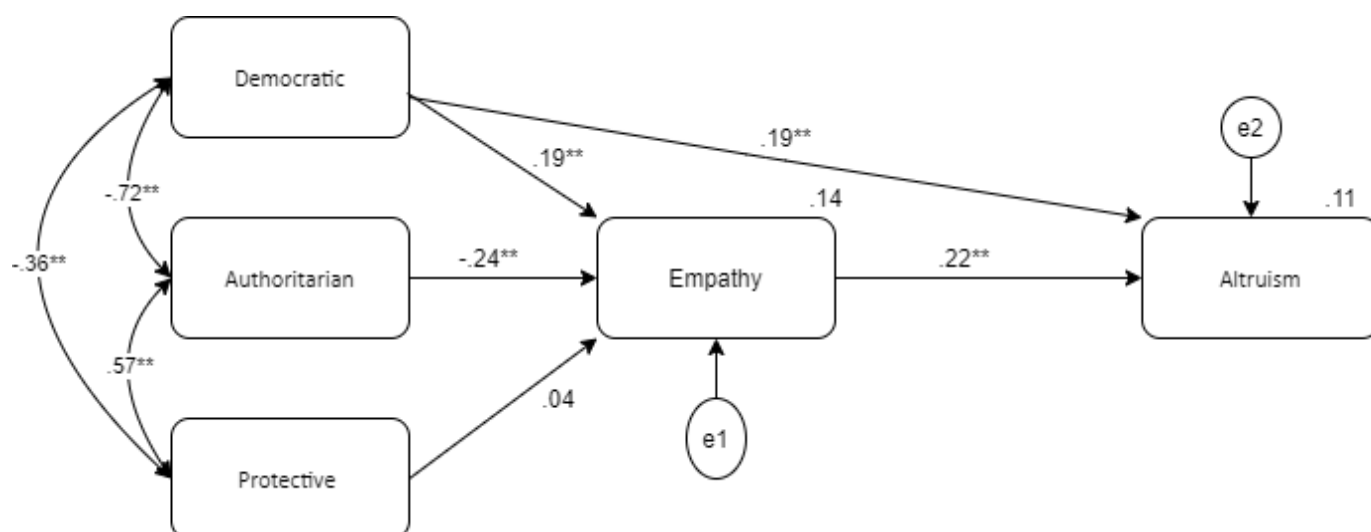 Democratic
e2
.19**
.19**
-.72**
.14
.11
-.36**
Authoritarian
-.24**
Empathy
.22**
Altruism
.57**
.04
e1
Protective